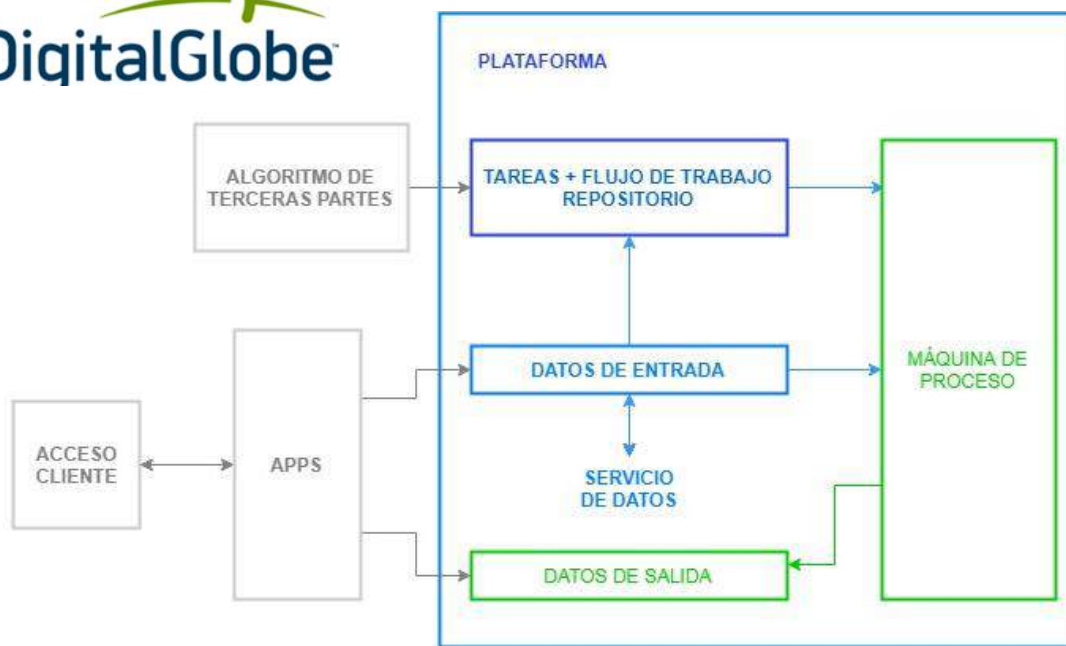 DigitalGlobe
PLATAFORMA
ALGORITMO DE
TERCERAS PARTES
TAREAS + FLUJO DE TRABAJO
REPOSITORIO
DATOS DE ENTRADA
MÁQUINA DE
PROCESO
ACCESO
CLIENTE
APPS
SERVICIO
DE DATOS
DATOS DE SALIDA